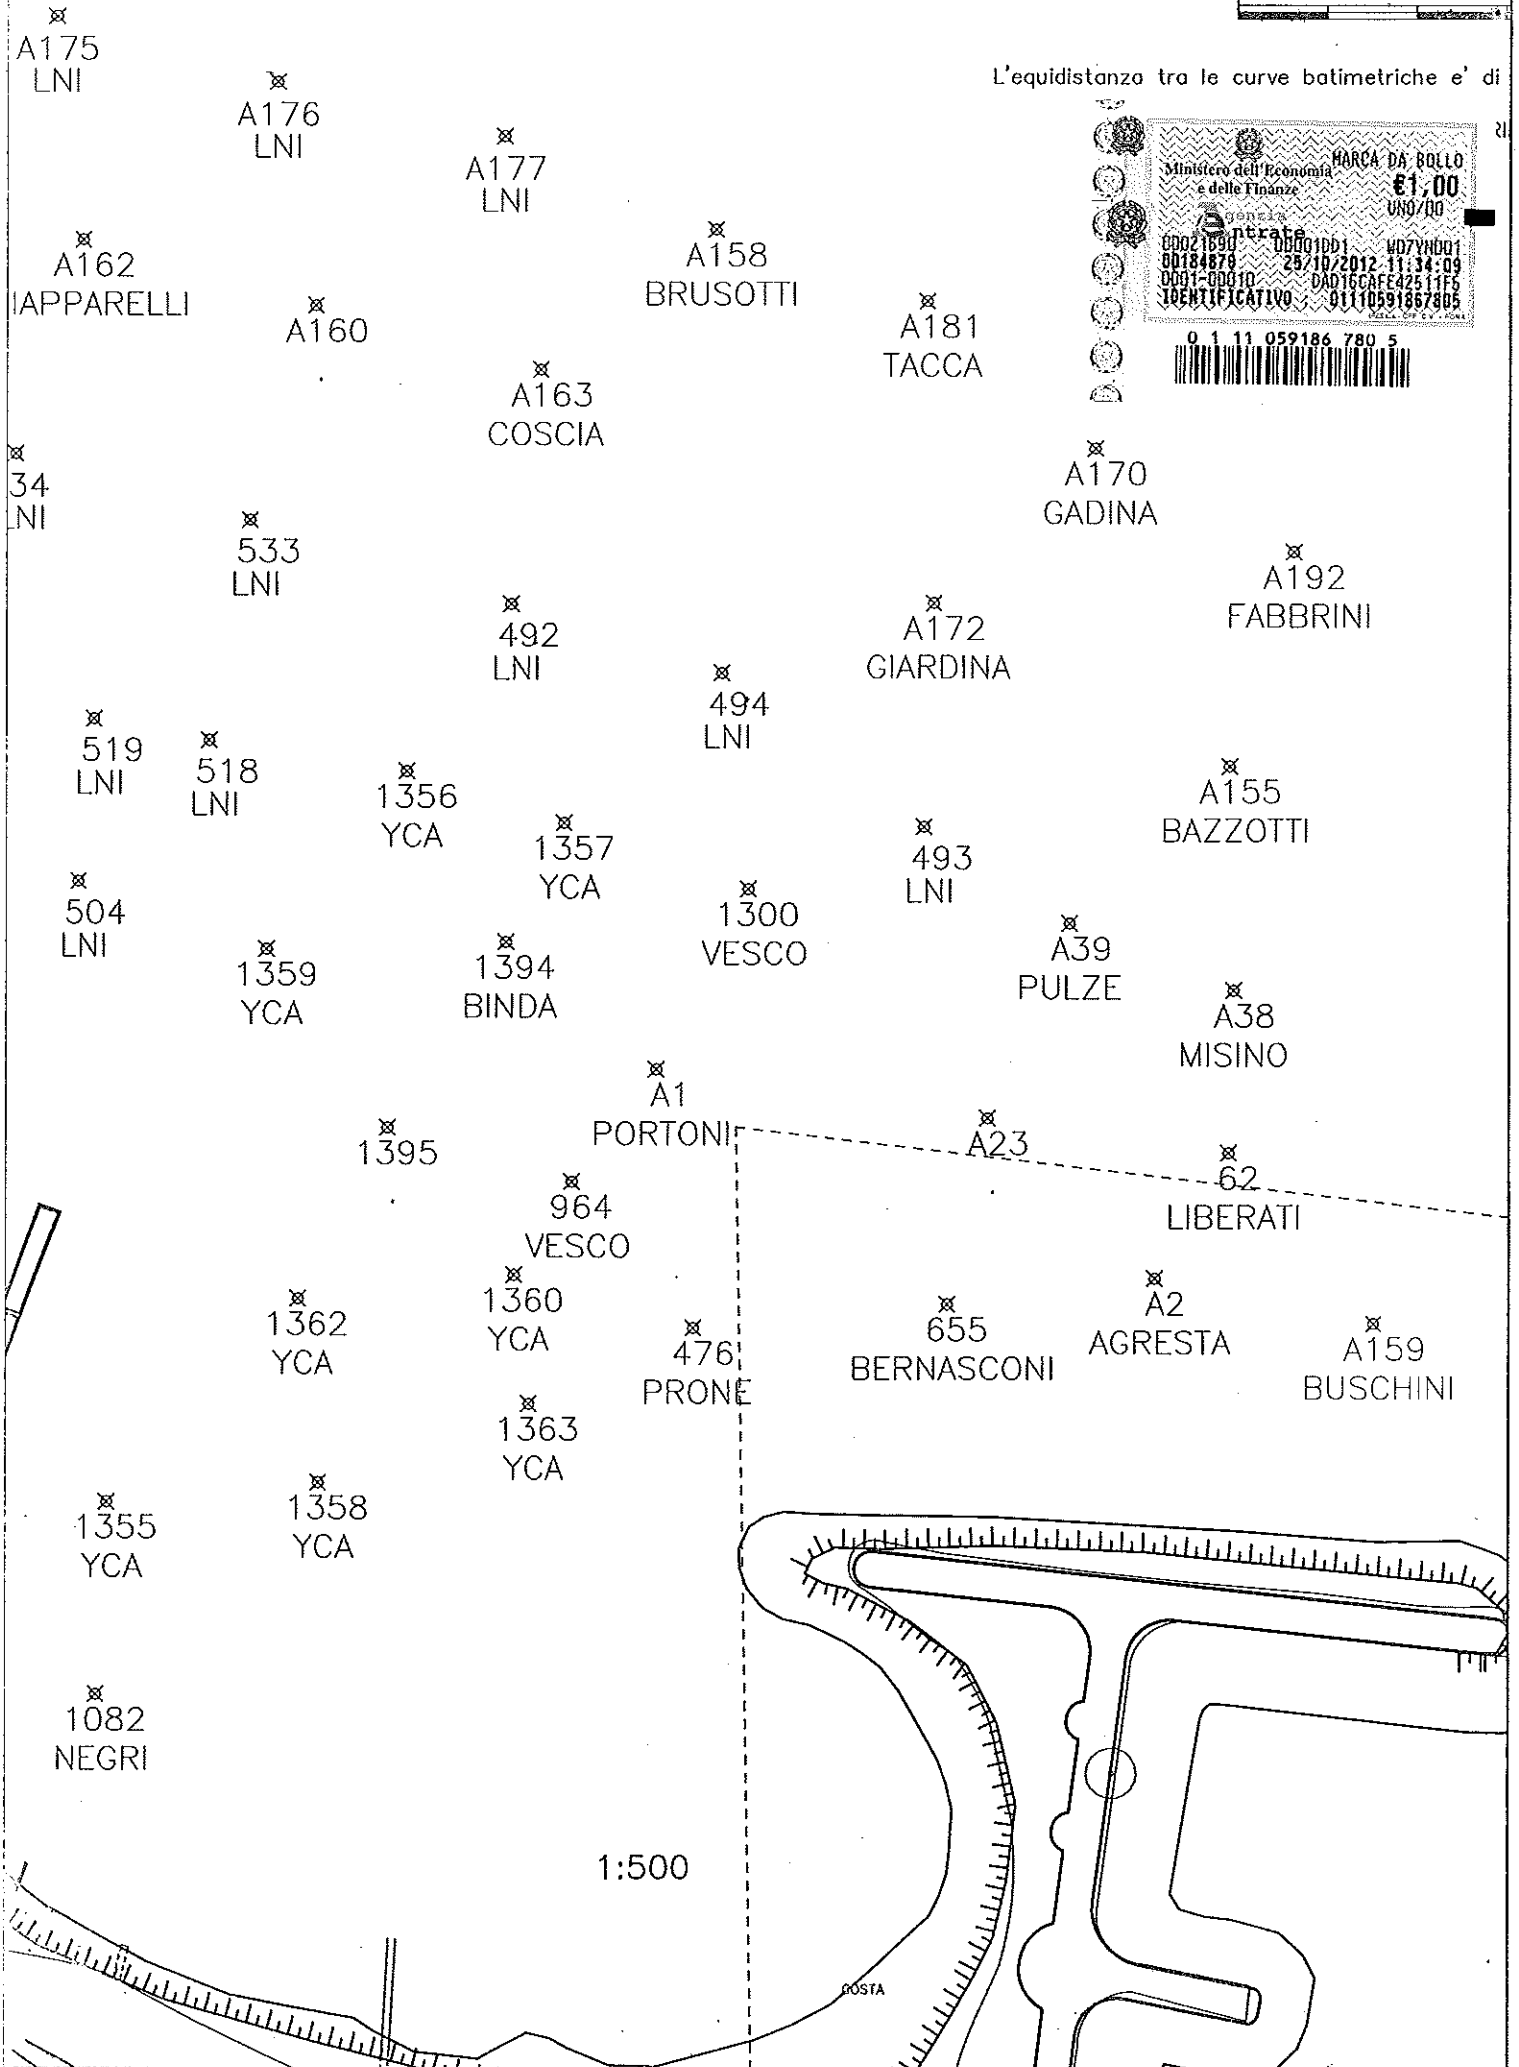 A175
LNI
A176
LNI
A177
LNI
L'equidistanza tra le curve batimetriche e' di
Ministero dell'Economia
e delle Finanze
MARCA DA BOLLO
€1,00
UNO/00
Agenzia
ntrate
00021690 00001001 W07YN001
00184879 25/10/2012 11:34:09
0001-00010 DAD16CAFE42511F5
IDENTIFICATIVO : 01110591867805
0 1 11 059186 780 5
A162
IAPPARELLI
A160
A158
BRUSOTTI
A181
TACCA
A163
COSCIA
34
LNI
A170
GADINA
533
LNI
A192
FABBRINI
492
LNI
A172
GIARDINA
494
LNI
519
LNI
518
LNI
1356
YCA
A155
BAZZOTTI
1357
YCA
493
LNI
504
LNI
1300
VESCO
1359
YCA
1394
BINDA
A39
PULZE
A38
MISINO
A1
PORTONI
1395
A23
62
LIBERATI
964
VESCO
1362
YCA
1360
YCA
476
PRONE
655
BERNASCONI
A2
AGRESTA
A159
BUSCHINI
1363
YCA
1355
YCA
1358
YCA
1082
NEGRI
1:500
COSTA